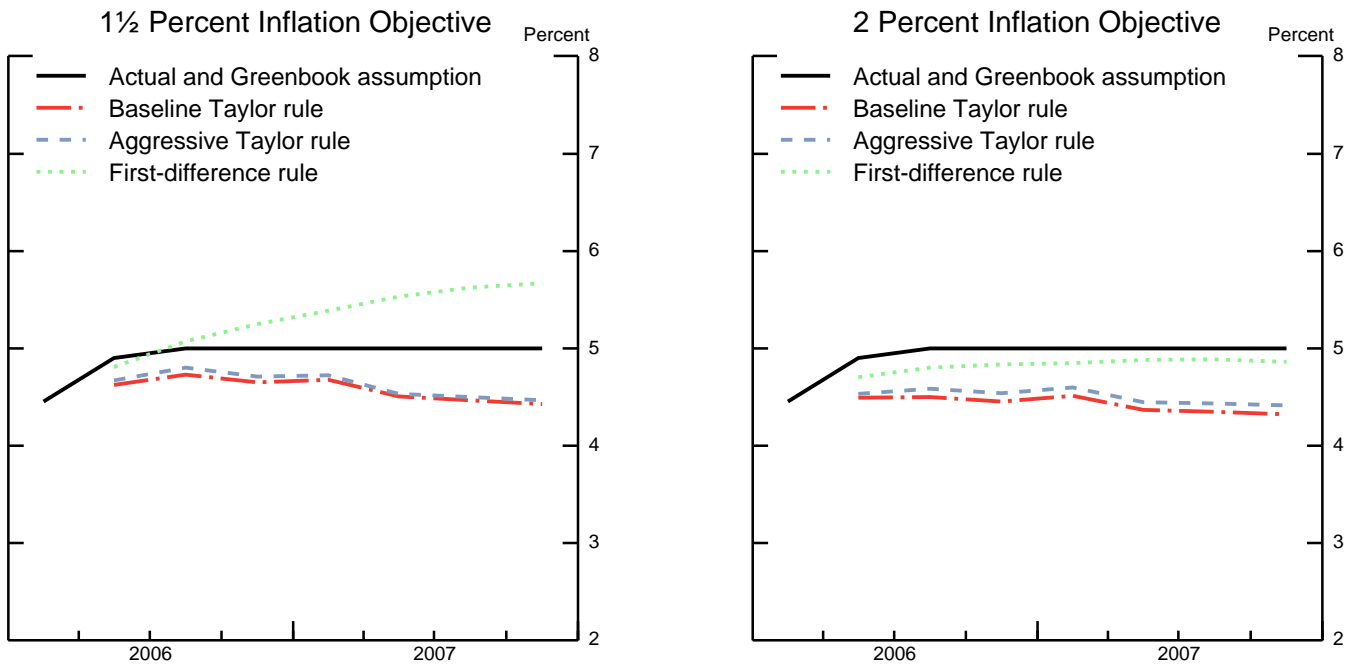 1½ Percent Inflation Objective
Percent
Actual and Greenbook assumption
Baseline Taylor rule
Aggressive Taylor rule
First-difference rule
8
7
6
5
4
3
2
2006 2007
2 Percent Inflation Objective
Percent
Actual and Greenbook assumption
Baseline Taylor rule
Aggressive Taylor rule
First-difference rule
8
7
6
5
4
3
2
2006 2007